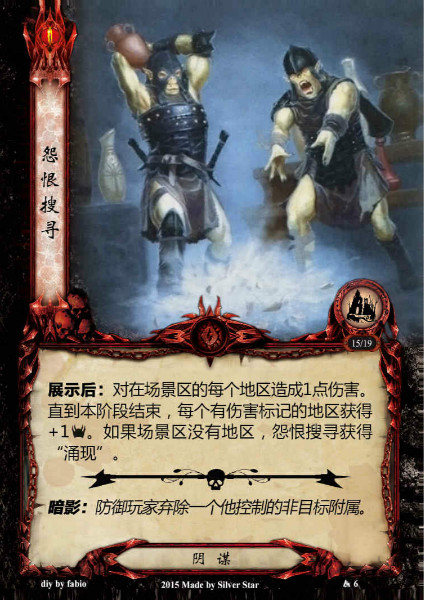 怨恨搜寻
15/19
展示后：对在场景区的每个地区造成1点伤害。
直到本阶段结束，每个有伤害标记的地区获得
+1。如果场景区没有地区，怨恨搜寻获得
“涌现”。
暗影：防御玩家弃除一个他控制的非目标附属。
阴谋
diy by fabio 2015 Made by Silver Star 6